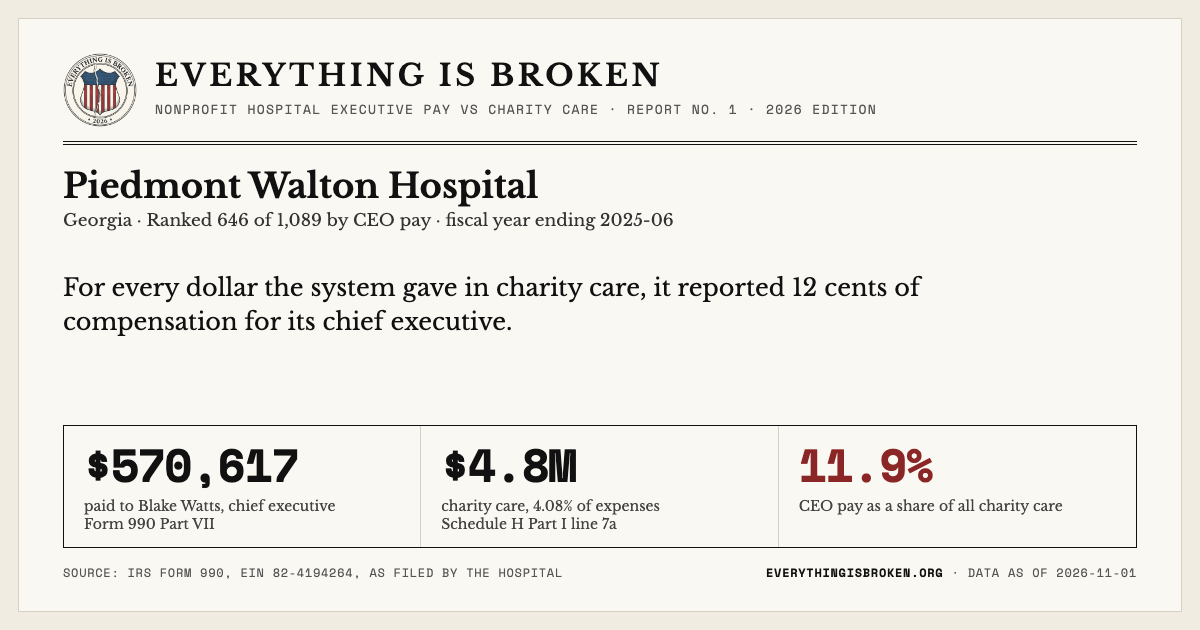 EVERYTHING IS BROKEN
2026
EVERYTHING IS BROKEN
NONPROFIT HOSPITAL EXECUTIVE PAY VS CHARITY CARE · REPORT NO. 1 · 2026 EDITION
Piedmont Walton Hospital
Georgia · Ranked 646 of 1,089 by CEO pay · fiscal year ending 2025-06
For every dollar the system gave in charity care, it reported 12 cents of
compensation for its chief executive.
$570,617
paid to Blake Watts, chief executive
Form 990 Part VII
$4.8M
charity care, 4.08% of expenses
Schedule H Part I line 7a
11.9%
CEO pay as a share of all charity care
SOURCE: IRS FORM 990, EIN 82-4194264, AS FILED BY THE HOSPITAL
EVERYTHINGISBROKEN.ORG · DATA AS OF 2026-11-01